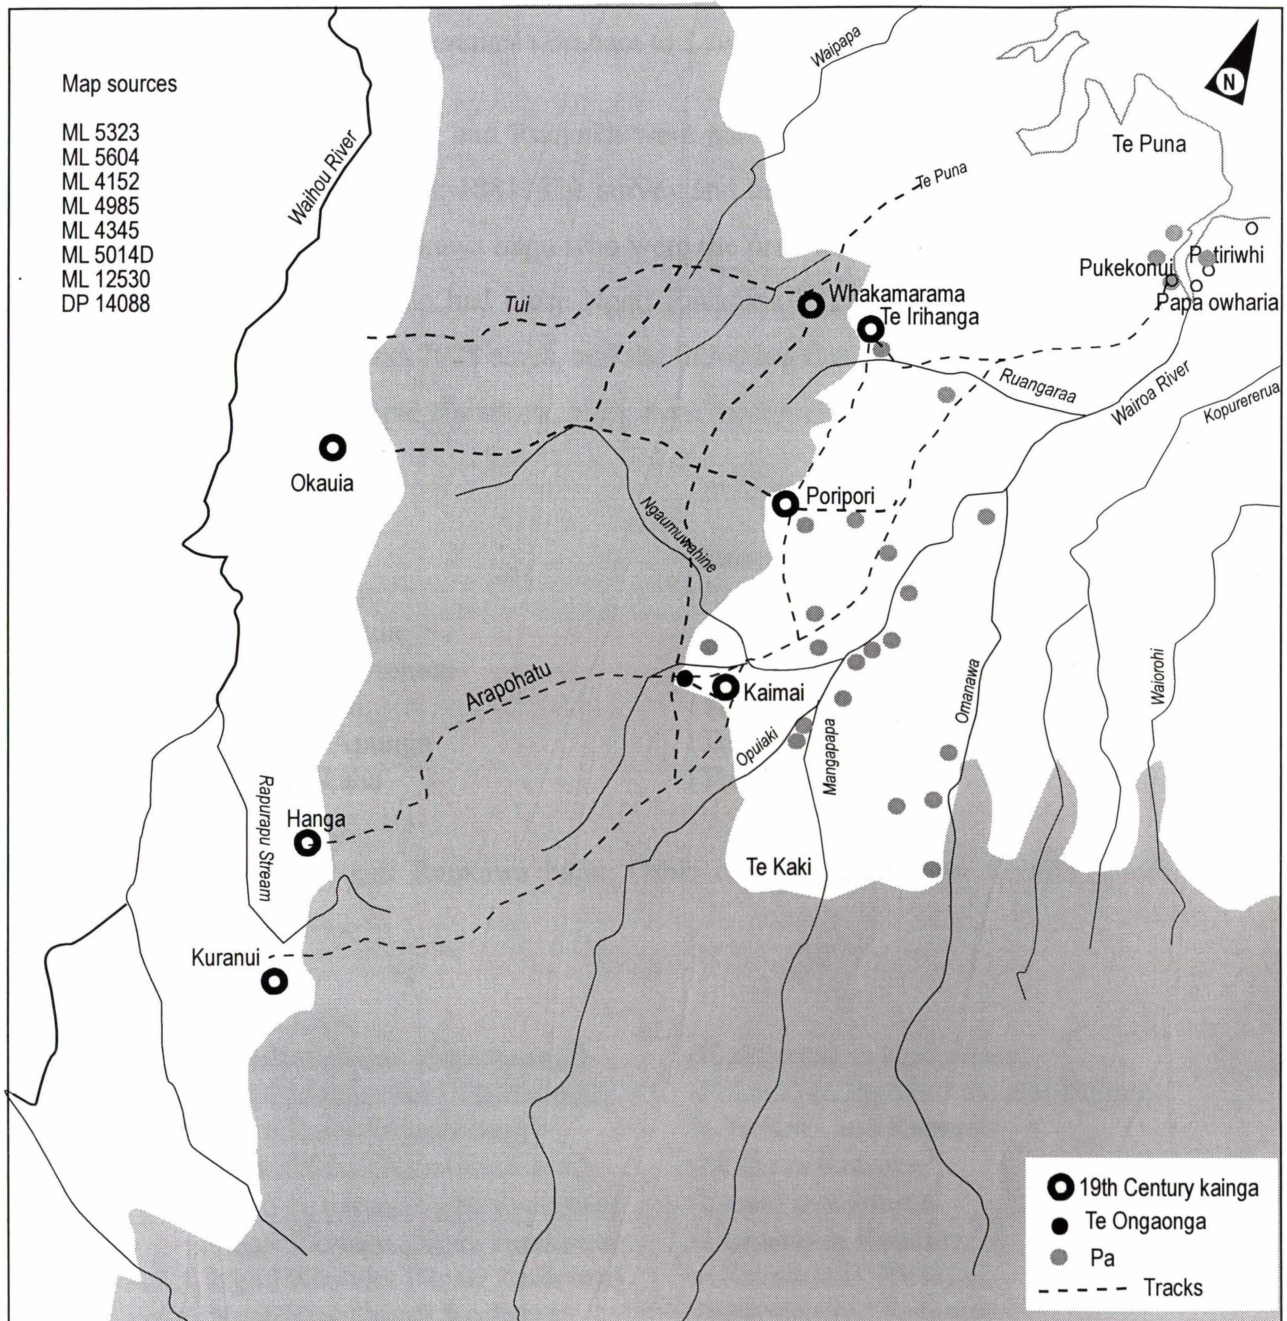 Map sources
ML 5323
ML 5604
ML 4152
ML 4985
ML 4345
ML 5014D
ML 12530
DP 14088
Waihou River
Waipapa
N
Te Puna
Te Puna
Tui
Whakamarama
Te Irihanga
Pukekonui
Potiriwhi
Papa owharia
Ruangaraa
Wairoa River
Kopurererua
Okauia
Poripori
Ngaumuwahine
Arapohatu
Kaimai
Opuiaki
Mangapapa
Omanawa
Waiorohi
Rapurapu Stream
Hanga
Te Kaki
Kuranui
19th Century kainga
Te Ongaonga
Pa
Tracks